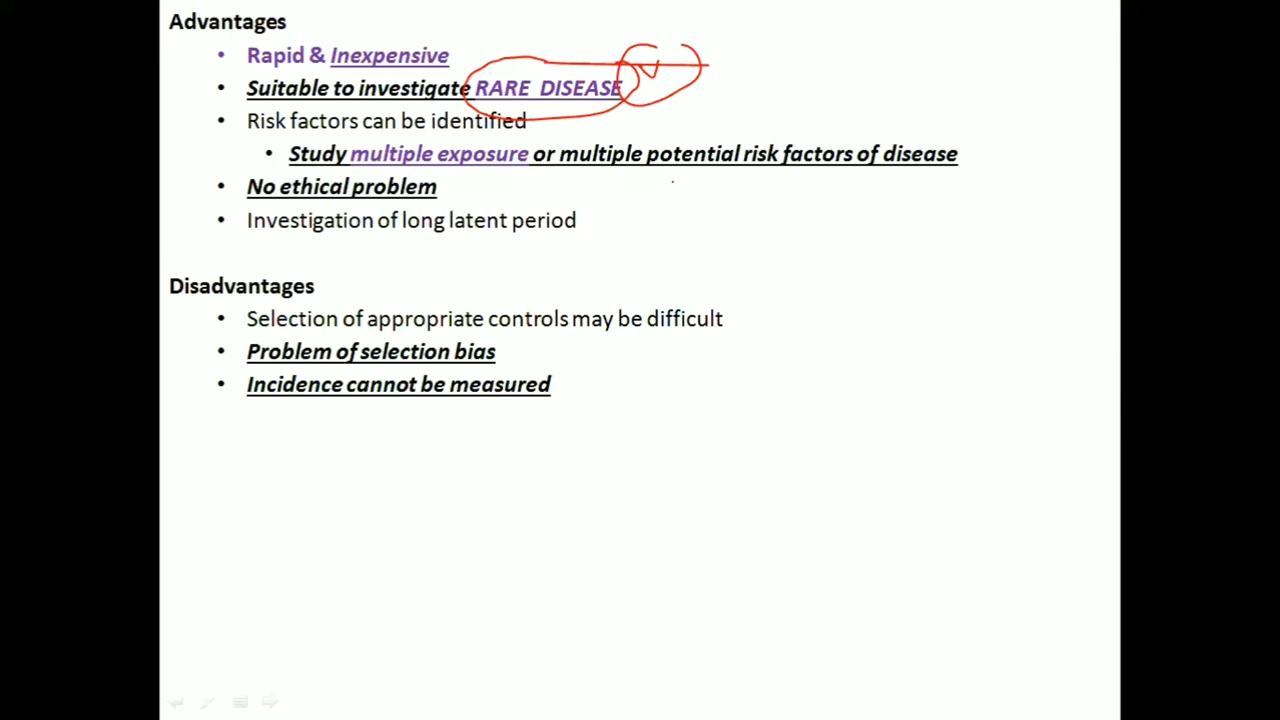 Advantages
• Rapid & Inexpensive
• Suitable to investigate RARE DISEASE
• Risk factors can be identified
• Study multiple exposure or multiple potential risk factors of disease
• No ethical problem
• Investigation of long latent period
Disadvantages
• Selection of appropriate controls may be difficult
• Problem of selection bias
• Incidence cannot be measured